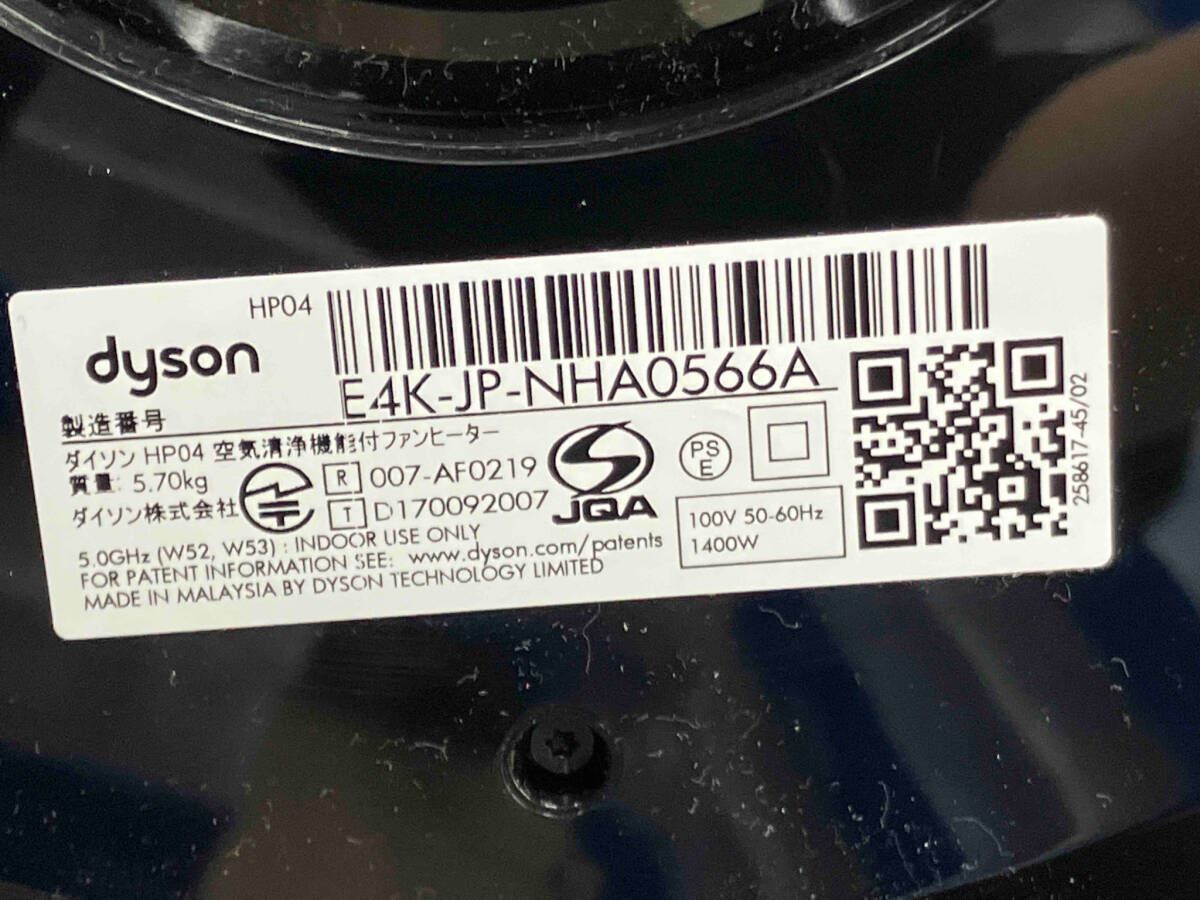 HP04
dyson
製造番号
E4K-JP-NHA0566A
ダイソン HP04 空気清浄機能付ファンヒーター
質量: 5.70kg
ダイソン株式会社
R 007-AF0219
T D170092007
JQA
PS
E
100V 50-60Hz
1400W
258617-45/02
5.0GHz (W52, W53) : INDOOR USE ONLY
FOR PATENT INFORMATION SEE: www.dyson.com/patents
MADE IN MALAYSIA BY DYSON TECHNOLOGY LIMITED